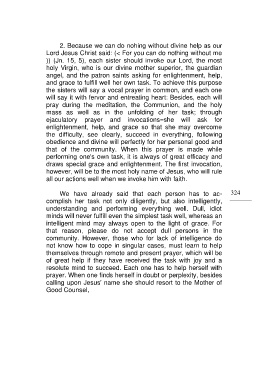 2. Because we can do nohing without divine help as our
Lord Jesus Christ said: (< For you can do nothing without me
)) (Jn. 15, 5), each sister should invoke our Lord, the most
holy Virgin, who is our divine mother superior, the guardian
angel, and the patron saints asking for enlightenment, help,
and grace to fulfill well her own task. To achieve this purpose
the sisters will say a vocal prayer in common, and each one
will say it with fervor and entreating heart. Besides, each will
pray during the meditation, the Communion, and the holy
mass as well as in the unfolding of her task; through
ejaculatory prayer and invocations–she will ask for
enlightenment, help, and grace so that she may overcome
the difficulty, see clearly, succeed in everything, following
obedience and divine will perfectly for her personal good and
that of the community. When this prayer is made while
performing one's own task, it is always of great efficacy and
draws special grace and enlightenment. The first invocation,
however, will be to the most holy name of Jesus, who will rule
all our actions well when we invoke him with faith.
We have already said that each person has to ac- 324
complish her task not only diligently, but also intelligently,
understanding and performing everything well. Dull, idiot
minds will never fulfill even the simplest task well, whereas an
intelligent mind may always open to the light of grace. For
that reason, please do not accept dull persons in the
community. However, those who for lack of intelligence do
not know how to cope in singular cases, must learn to help
themselves through remote and present prayer, which will be
of great help if they have received the task with joy and a
resolute mind to succeed. Each one has to help herself with
prayer. When one finds herself in doubt or perplexity, besides
calling upon Jesus' name she should resort to the Mother of
Good Counsel,